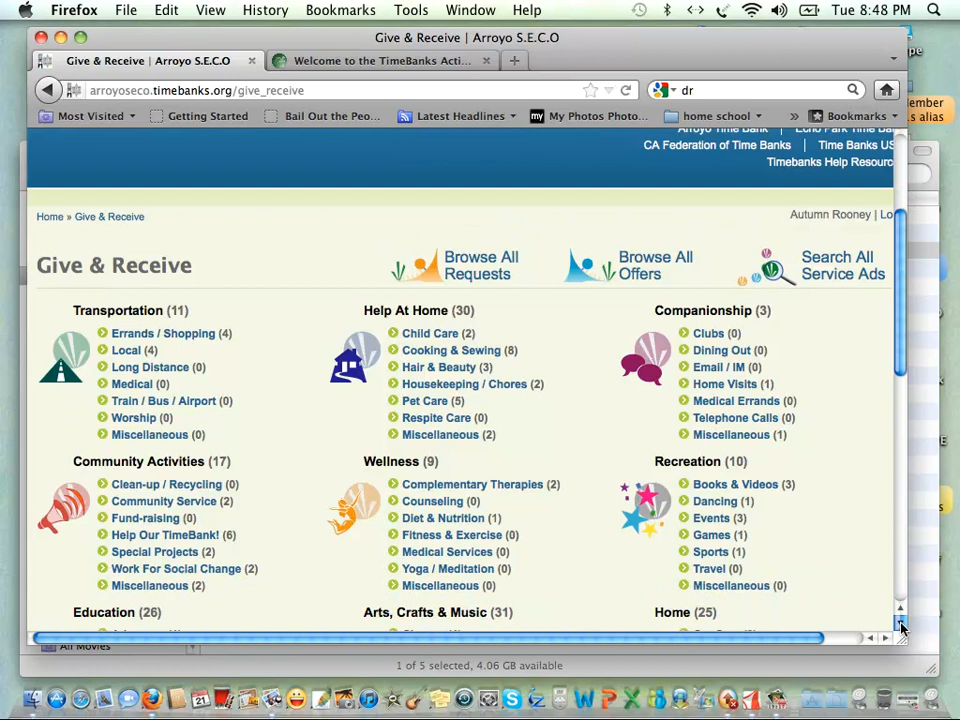 Firefox File Edit View History Bookmarks Tools Window Help Tue 8:48 PM
Give & Receive | Arroyo S.E.C.O
Give & Receive | Arroyo S.E.C.O Welcome to the TimeBanks Acti...
arroyoseco.timebanks.org/give_receive dr
Most Visited Getting Started Bail Out the Peo... Latest Headlines my My Photos Photo... home school » Bookmarks
Arroyo Time Bank | Echo Park Time Ban
CA Federation of Time Banks | Time Banks US
Timebanks Help Resourc
Home » Give & Receive Autumn Rooney | Lo
Give & Receive
Browse All Requests
Browse All Offers
Search All Service Ads
Transportation (11)
Errands / Shopping (4)
Local (4)
Long Distance (0)
Medical (0)
Train / Bus / Airport (0)
Worship (0)
Miscellaneous (0)
Help At Home (30)
Child Care (2)
Cooking & Sewing (8)
Hair & Beauty (3)
Housekeeping / Chores (2)
Pet Care (5)
Respite Care (0)
Miscellaneous (2)
Companionship (3)
Clubs (0)
Dining Out (0)
Email / IM (0)
Home Visits (1)
Medical Errands (0)
Telephone Calls (0)
Miscellaneous (1)
Community Activities (17)
Clean-up / Recycling (0)
Community Service (2)
Fund-raising (0)
Help Our TimeBank! (6)
Special Projects (2)
Work For Social Change (2)
Miscellaneous (2)
Wellness (9)
Complementary Therapies (2)
Counseling (0)
Diet & Nutrition (1)
Fitness & Exercise (0)
Medical Services (0)
Yoga / Meditation (0)
Miscellaneous (0)
Recreation (10)
Books & Videos (3)
Dancing (1)
Events (3)
Games (1)
Sports (1)
Travel (0)
Miscellaneous (0)
Education (26)
Arts, Crafts & Music (31)
Home (25)
All Movies
1 of 5 selected, 4.06 GB available
ember
s alias